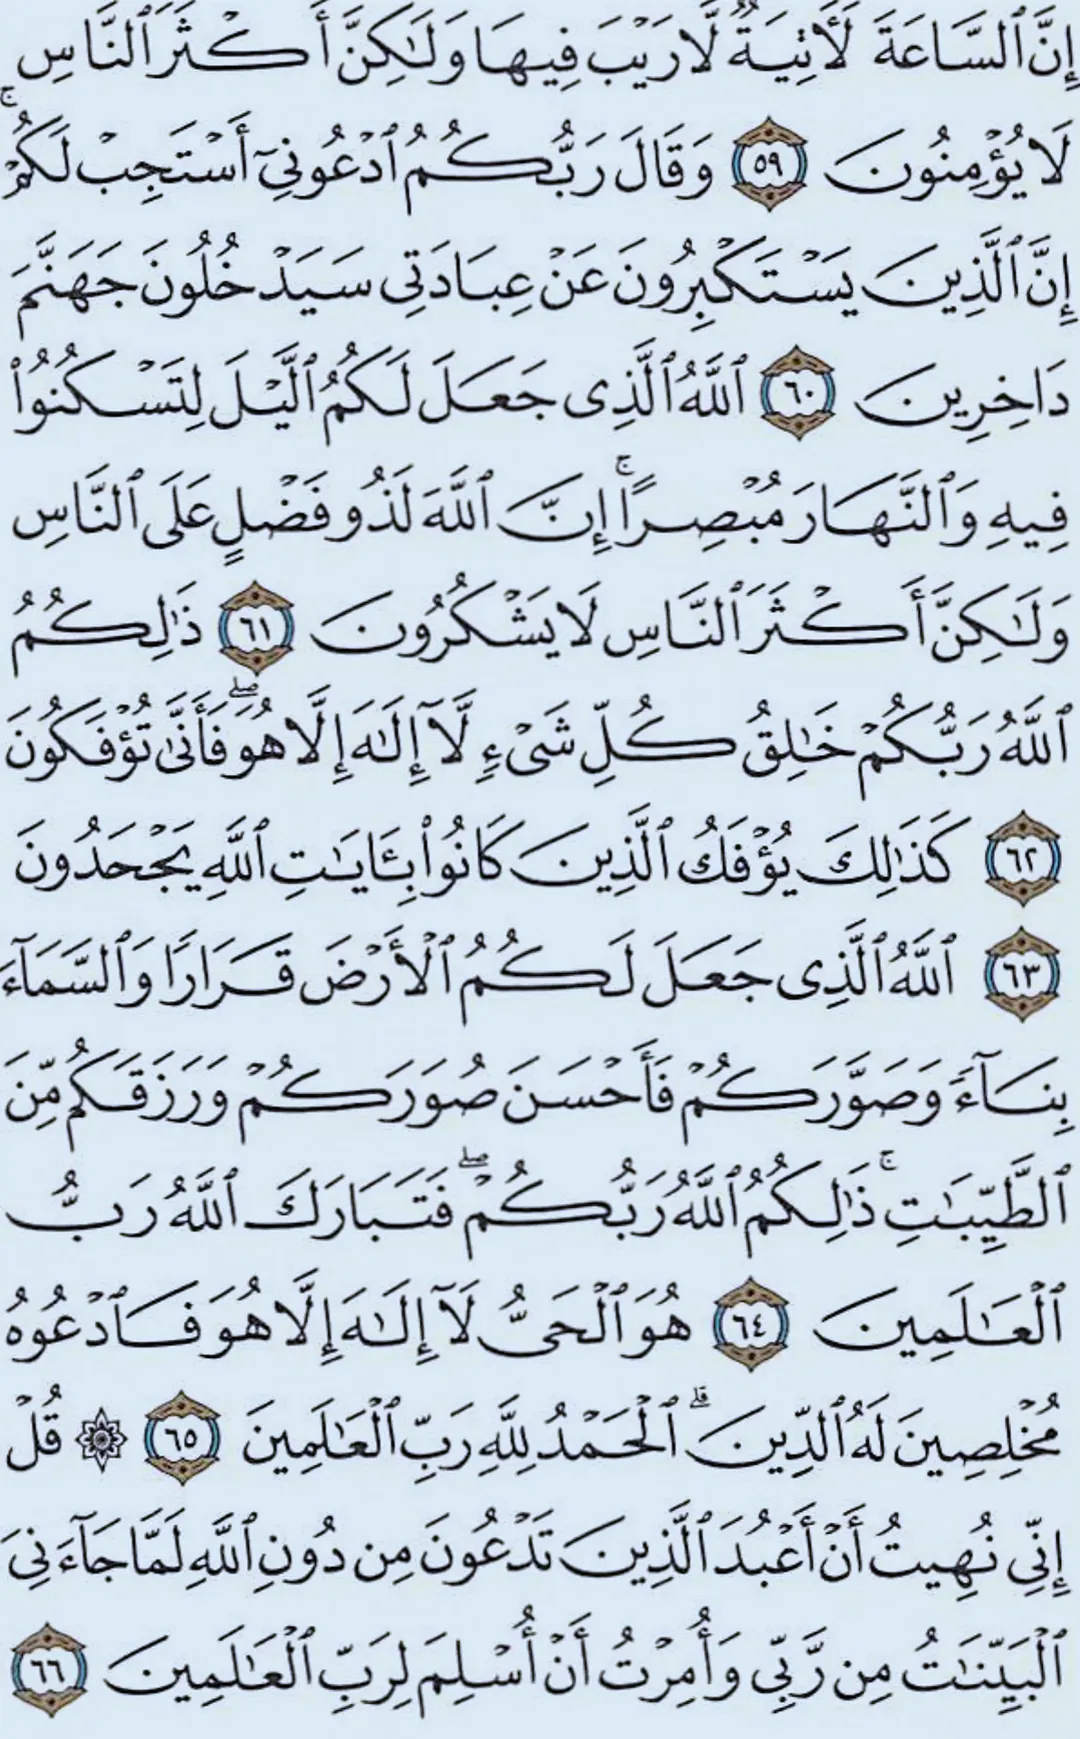 إِنَّ ٱلسَّاعَةَ لَـَٔاتِيَةٌ لَّا رَيْبَ فِيهَا وَلَـٰكِنَّ أَكْثَرَ ٱلنَّاسِ
لَا يُؤْمِنُونَ ٥٩ وَقَالَ رَبُّكُمُ ٱدْعُونِىٓ أَسْتَجِبْ لَكُمْ ۚ
إِنَّ ٱلَّذِينَ يَسْتَكْبِرُونَ عَنْ عِبَادَتِى سَيَدْخُلُونَ جَهَنَّمَ
دَاخِرِينَ ٦٠ ٱللَّهُ ٱلَّذِى جَعَلَ لَكُمُ ٱلَّيْلَ لِتَسْكُنُوا۟
فِيهِ وَٱلنَّهَارَ مُبْصِرًا ۚ إِنَّ ٱللَّهَ لَذُو فَضْلٍ عَلَى ٱلنَّاسِ
وَلَـٰكِنَّ أَكْثَرَ ٱلنَّاسِ لَا يَشْكُرُونَ ٦١ ذَٰلِكُمُ
ٱللَّهُ رَبُّكُمْ خَـٰلِقُ كُلِّ شَىْءٍ لَّآ إِلَـٰهَ إِلَّا هُوَ ۖ فَأَنَّىٰ تُؤْفَكُونَ
٦٢ كَذَٰلِكَ يُؤْفَكُ ٱلَّذِينَ كَانُوا۟ بِـَٔايَـٰتِ ٱللَّهِ يَجْحَدُونَ
٦٣ ٱللَّهُ ٱلَّذِى جَعَلَ لَكُمُ ٱلْأَرْضَ قَرَارًا وَٱلسَّمَآءَ
بِنَآءً وَصَوَّرَكُمْ فَأَحْسَنَ صُوَرَكُمْ وَرَزَقَكُم مِّنَ
ٱلطَّيِّبَـٰتِ ۚ ذَٰلِكُمُ ٱللَّهُ رَبُّكُمْ ۖ فَتَبَارَكَ ٱللَّهُ رَبُّ
ٱلْعَـٰلَمِينَ ٦٤ هُوَ ٱلْحَىُّ لَآ إِلَـٰهَ إِلَّا هُوَ فَٱدْعُوهُ
مُخْلِصِينَ لَهُ ٱلدِّينَ ۗ ٱلْحَمْدُ لِلَّهِ رَبِّ ٱلْعَـٰلَمِينَ ٦٥ ۞ قُلْ
إِنِّى نُهِيتُ أَنْ أَعْبُدَ ٱلَّذِينَ تَدْعُونَ مِن دُونِ ٱللَّهِ لَمَّا جَآءَنِىَ
ٱلْبَيِّنَـٰتُ مِن رَّبِّى وَأُمِرْتُ أَنْ أُسْلِمَ لِرَبِّ ٱلْعَـٰلَمِينَ ٦٦